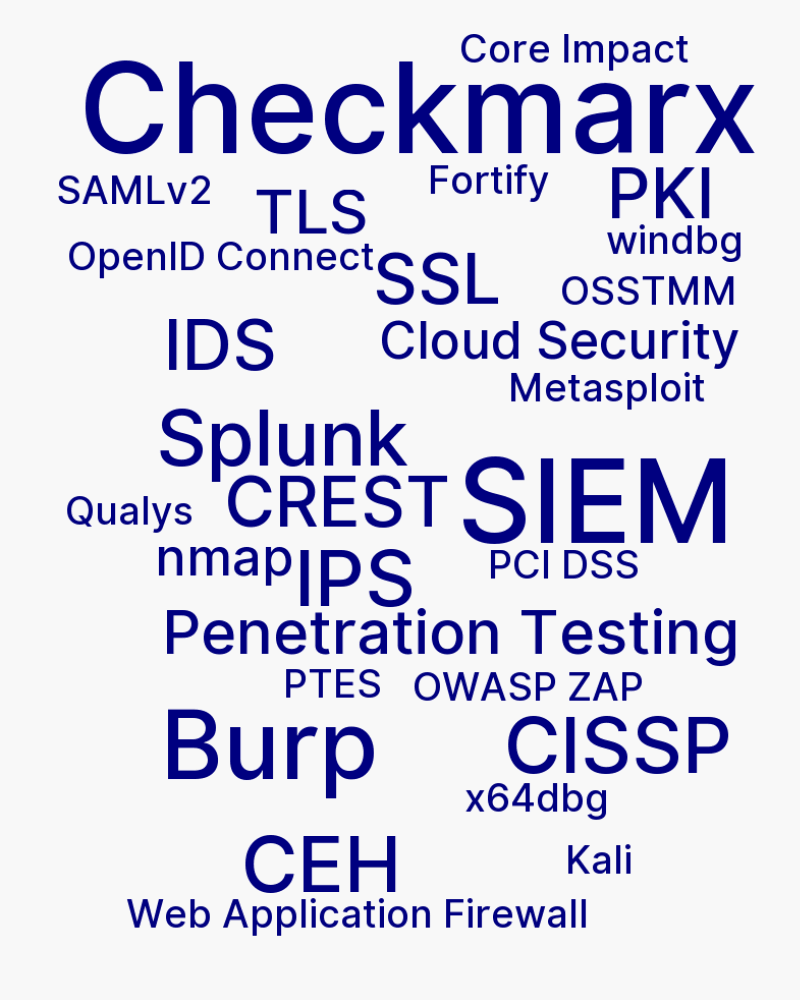 Core Impact
Checkmarx
Fortify
PKI
SAMLv2
TLS
windbg
OpenID Connect
SSL
OSSTMM
IDS
Cloud Security
Metasploit
Splunk
SIEM
CREST
Qualys
nmap
IPS
PCI DSS
Penetration Testing
PTES
OWASP ZAP
Burp
CISSP
x64dbg
CEH
Kali
Web Application Firewall